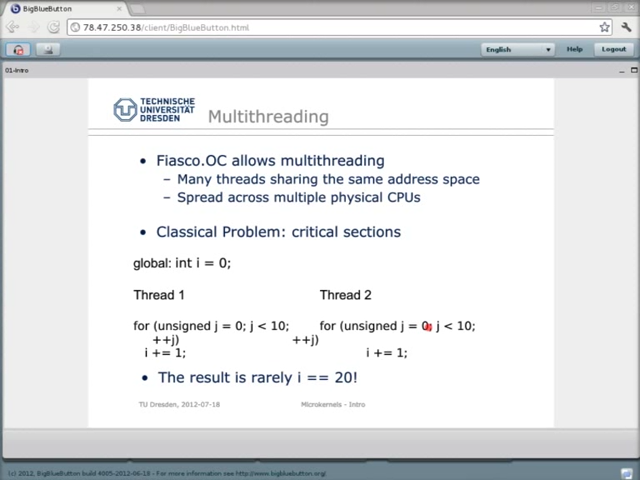 BigBlueButton
78.47.250.38/client/BigBlueButton.html
English
Help
Logout
01-Intro
TECHNISCHE
UNIVERSITÄT
DRESDEN
Multithreading
• Fiasco.OC allows multithreading
– Many threads sharing the same address space
– Spread across multiple physical CPUs
• Classical Problem: critical sections
global: int i = 0;
Thread 1 Thread 2
for (unsigned j = 0; j < 10; for (unsigned j = 0; j < 10;
++j) ++j)
i += 1; i += 1;
• The result is rarely i == 20!
TU Dresden, 2012-07-18 Microkernels - Intro
(c) 2012, BigBlueButton build 4005-2012-06-18 - For more information see http://www.bigbluebutton.org/